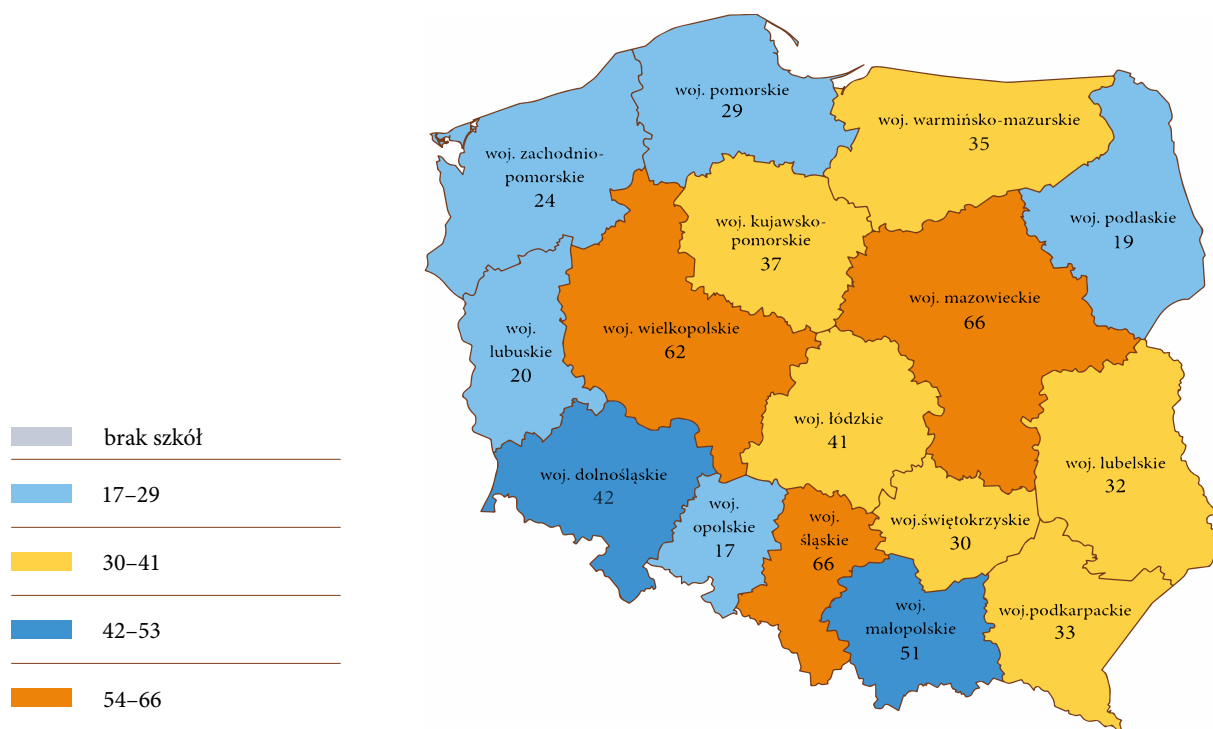 woj. pomorskie
29
woj. warmińsko-mazurskie
35
woj. zachodnio-
pomorskie
24
woj. kujawsko-
pomorskie
37
woj. podlaskie
19
woj. mazowieckie
66
woj. wielkopolskie
62
woj.
lubuskie
20
woj. łódzkie
41
woj. lubelskie
32
woj. dolnośląskie
42
woj.
opolskie
17
woj.
śląskie
66
woj.świętokrzyskie
30
woj.
małopolskie
51
woj.podkarpackie
33
brak szkół
17–29
30–41
42–53
54–66